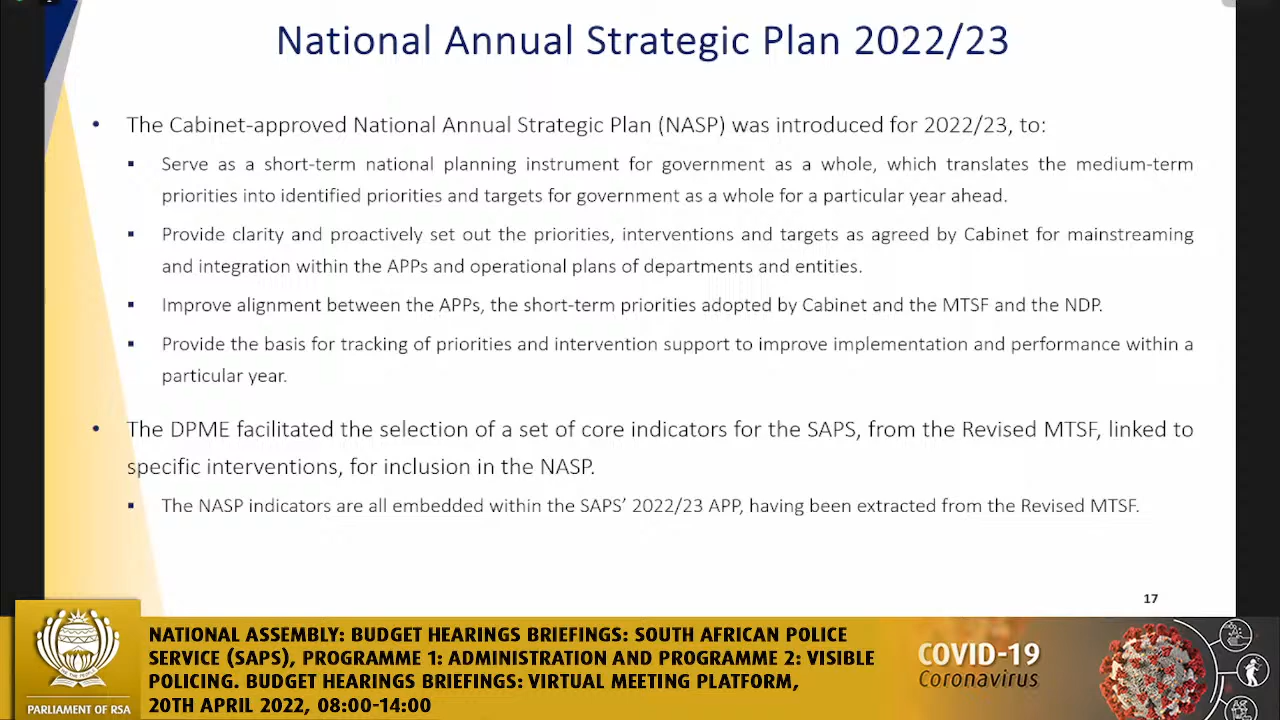 National Annual Strategic Plan 2022/23
• The Cabinet-approved National Annual Strategic Plan (NASP) was introduced for 2022/23, to:
▪ Serve as a short-term national planning instrument for government as a whole, which translates the medium-term
priorities into identified priorities and targets for government as a whole for a particular year ahead.
▪ Provide clarity and proactively set out the priorities, interventions and targets as agreed by Cabinet for mainstreaming
and integration within the APPs and operational plans of departments and entities.
▪ Improve alignment between the APPs, the short-term priorities adopted by Cabinet and the MTSF and the NDP.
▪ Provide the basis for tracking of priorities and intervention support to improve implementation and performance within a
particular year.
• The DPME facilitated the selection of a set of core indicators for the SAPS, from the Revised MTSF, linked to
specific interventions, for inclusion in the NASP.
▪ The NASP indicators are all embedded within the SAPS' 2022/23 APP, having been extracted from the Revised MTSF.
17
NATIONAL ASSEMBLY: BUDGET HEARINGS BRIEFINGS: SOUTH AFRICAN POLICE
SERVICE (SAPS), PROGRAMME 1: ADMINISTRATION AND PROGRAMME 2: VISIBLE
POLICING. BUDGET HEARINGS BRIEFINGS: VIRTUAL MEETING PLATFORM,
20TH APRIL 2022, 08:00-14:00
PARLIAMENT OF RSA
COVID-19
Coronavirus